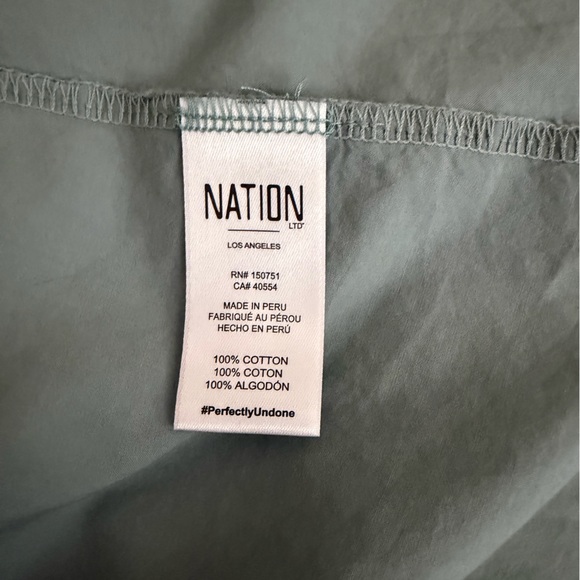 NATION
LTD
LOS ANGELES
RN# 150751
CA# 40554
MADE IN PERU
FABRIQUÉ AU PÉROU
HECHO EN PERÚ
100% COTTON
100% COTON
100% ALGODÓN
#PerfectlyUndone